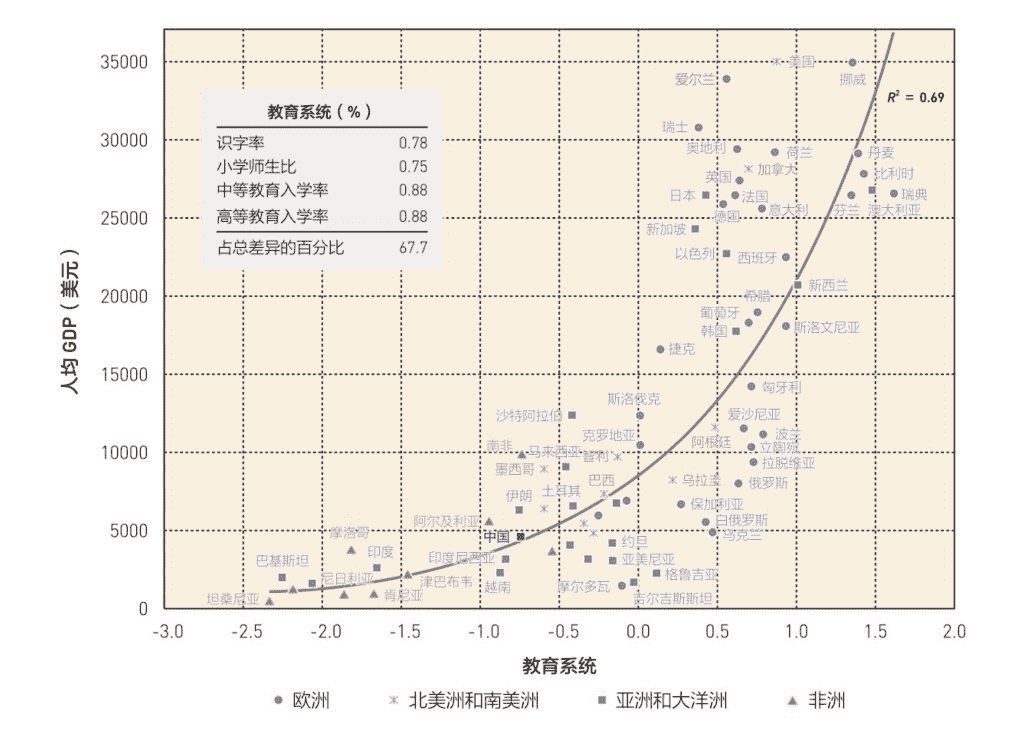 35000
30000
25000
20000
15000
10000
5000
0
人均 GDP（美元）
教育系统（%）
识字率 0.78
小学师生比 0.75
中等教育入学率 0.88
高等教育入学率 0.88
占总差异的百分比 67.7
R² = 0.69
美国
爱尔兰
挪威
瑞士
奥地利
荷兰
丹麦
加拿大
比利时
英国
日本
法国
瑞典
德国
意大利
芬兰
澳大利亚
新加坡
以色列
西班牙
新西兰
希腊
葡萄牙
韩国
斯洛文尼亚
捷克
匈牙利
斯洛伐克
沙特阿拉伯
爱沙尼亚
克罗地亚
阿根廷
波兰
南非
马来西亚
智利
立陶宛
拉脱维亚
墨西哥
巴西
乌拉圭
俄罗斯
伊朗
土耳其
保加利亚
阿尔及利亚
白俄罗斯
摩洛哥
中国
乌克兰
约旦
巴基斯坦
印度
印度尼西亚
亚美尼亚
尼日利亚
津巴布韦
越南
摩尔多瓦
格鲁吉亚
坦桑尼亚
肯尼亚
吉尔吉斯斯坦
-3.0 -2.5 -2.0 -1.5 -1.0 -0.5 0.0 0.5 1.0 1.5 2.0
教育系统
欧洲 北美洲和南美洲 亚洲和大洋洲 非洲